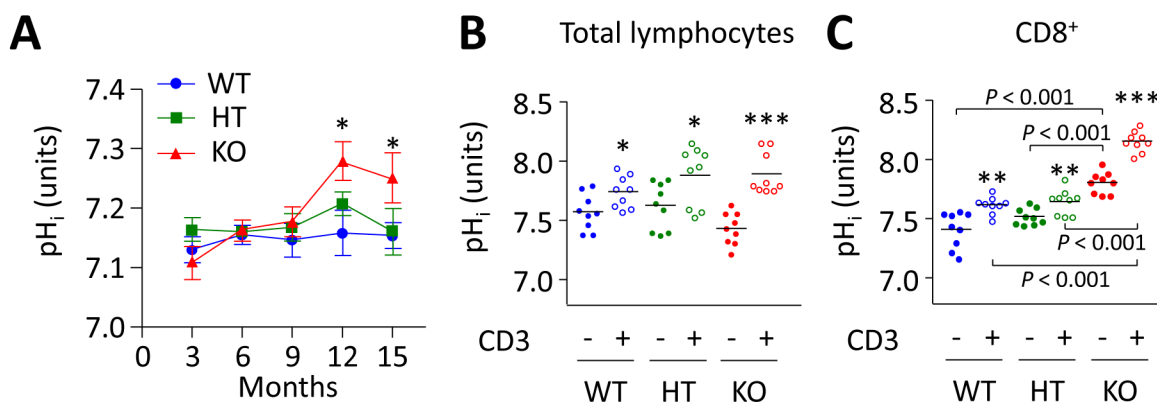 A
WT
HT
KO
pHi (units)
7.4
7.3
7.2
7.1
7.0
* *
0 3 6 9 12 15
Months
B Total lymphocytes
pHi (units)
8.5
8.0
7.5
7.0
* * ***
CD3 - + - + - +
WT HT KO
C CD8+
pHi (units)
8.5
8.0
7.5
7.0
P < 0.001
***
P < 0.001
** **
P < 0.001
P < 0.001
CD3 - + - + - +
WT HT KO